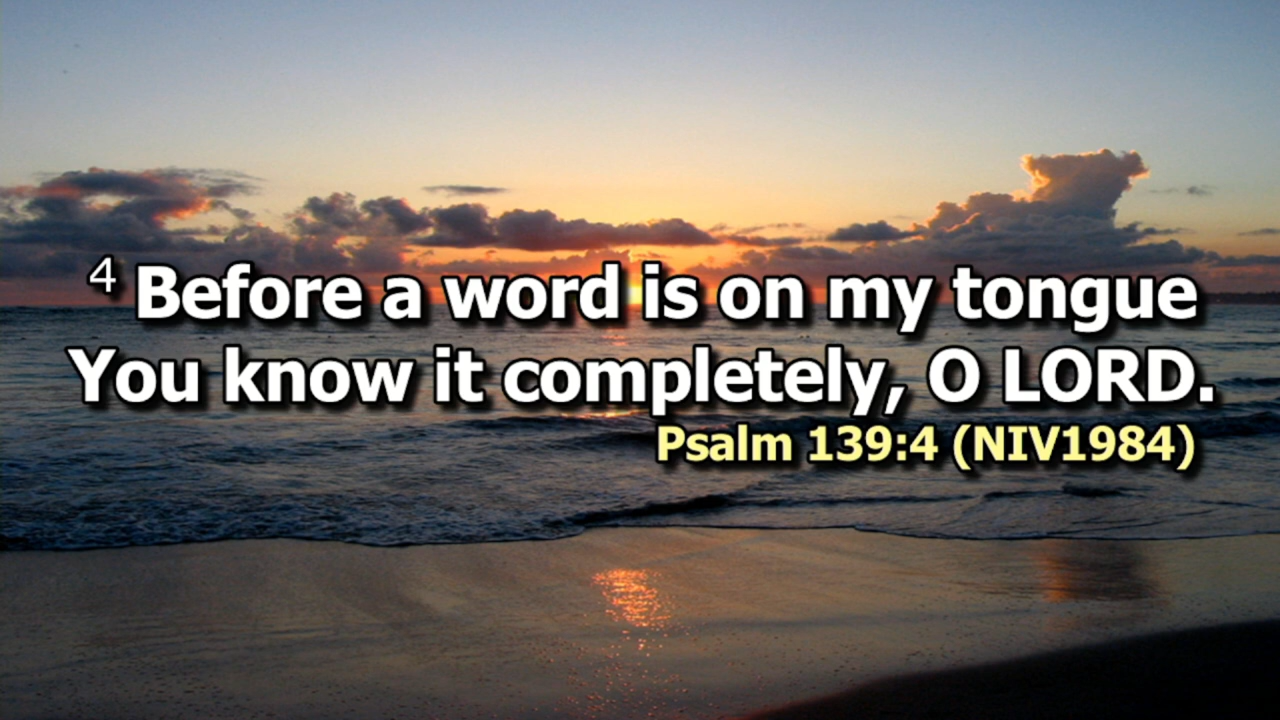 4 Before a word is on my tongue
You know it completely, O LORD.
Psalm 139:4 (NIV1984)